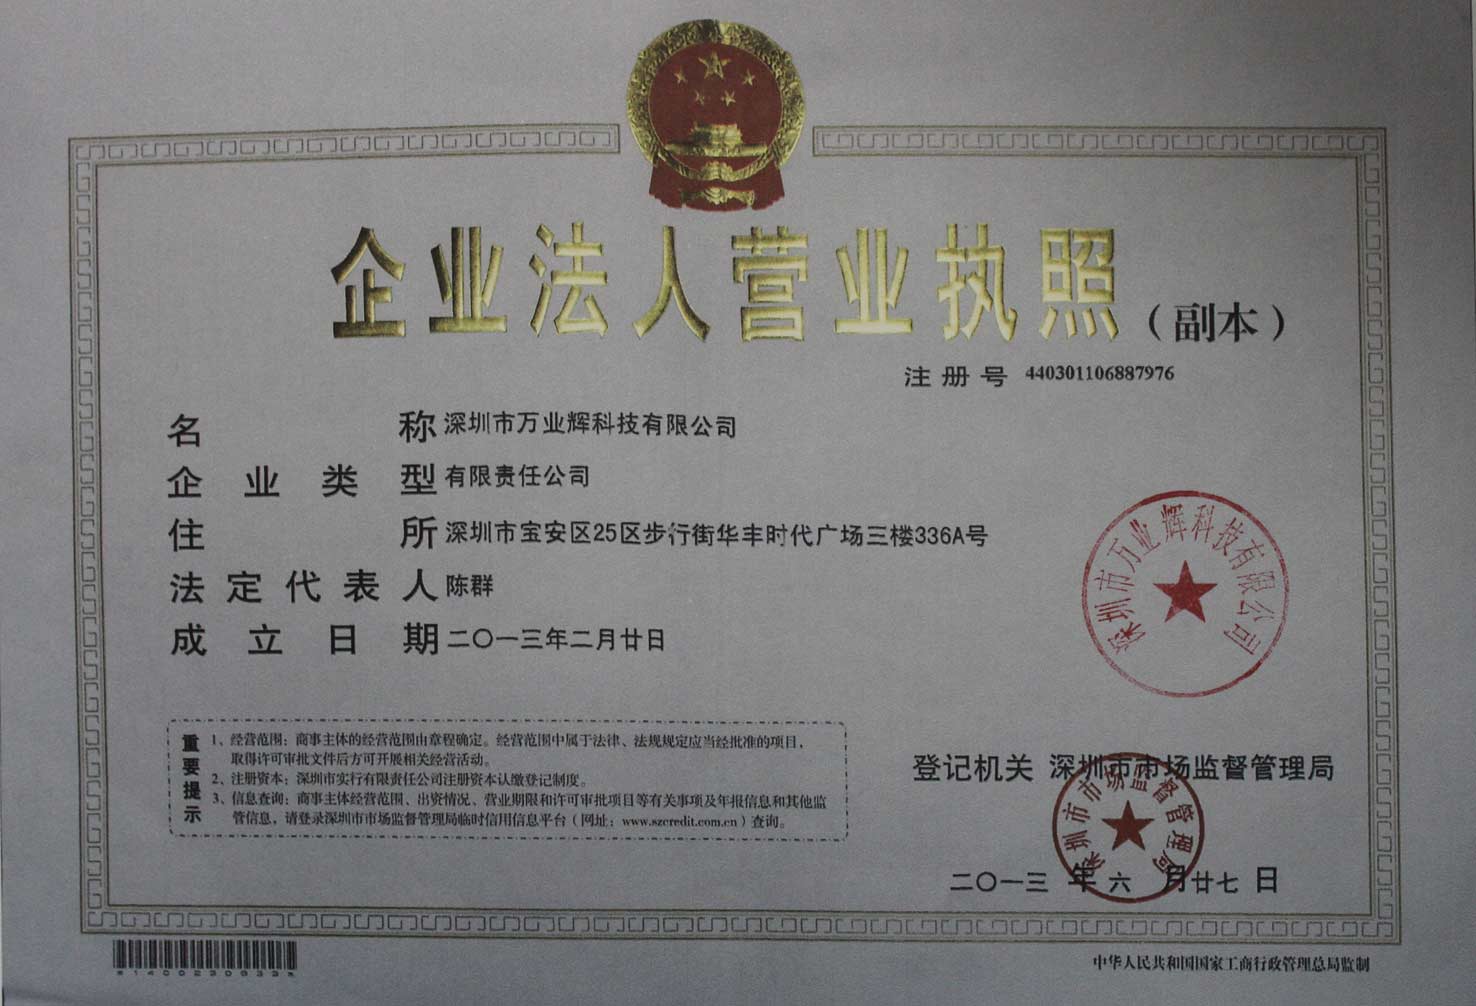 企业法人营业执照（副本）
注册号 440301106887976
名称 深圳市万业辉科技有限公司
企业类型 有限责任公司
住所 深圳市宝安区25区步行街华丰时代广场三楼336A号
法定代表人 陈群
成立日期 二〇一三年二月廿日
深圳市万业辉科技有限公司
重要提示
1、经营范围：商事主体的经营范围由章程确定。经营范围中属于法律、法规规定应当经批准的项目，
取得许可审批文件后方可开展相关经营活动。
2、注册资本：深圳市实行有限责任公司注册资本认缴登记制度。
3、信息查询：商事主体经营范围、出资情况、营业期限和许可审批项目等有关事项及年报信息和其他监
管信息，请登录深圳市市场监督管理局临时信用信息平台（网址：www.szcredit.com.cn）查询。
登记机关 深圳市市场监督管理局
深圳市市场监督管理局
二〇一三年六月廿七日
中华人民共和国国家工商行政管理总局监制